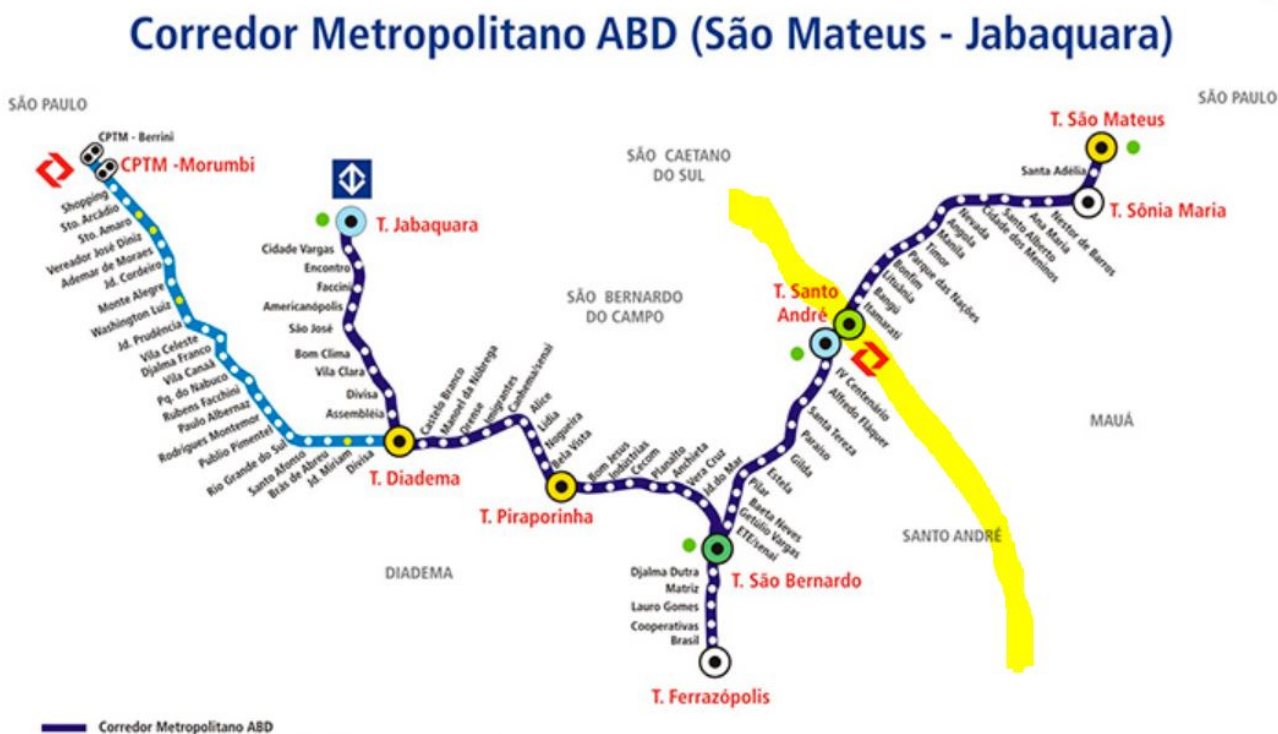 Corredor Metropolitano ABD (São Mateus - Jabaquara)
SÃO PAULO
SÃO PAULO
CPTM - Berrini
CPTM -Morumbi
Shopping
Sto. Arcádio
Sto. Amaro
Vereador José Diniz
Ademar de Moraes
Jd. Cordeiro
Monte Alegre
Washington Luiz
Jd. Prudência
Vila Celeste
Djalma Franco
Vila Canaã
Pq. do Nabuco
Rubens Facchini
Paulo Albernaz
Rodrigues Montemor
Publio Pimentel
Rio Grande do Sul
Santo Afonso
Brás de Abreu
Jd. Miriam
Divisa
T. Jabaquara
Cidade Vargas
Encontro
Faccini
Americanópolis
São José
Bom Clima
Vila Clara
Divisa
Assembléia
T. Diadema
Castelo Branco
Manoel da Nóbrega
Orense
Imigrantes
Canhema/senai
Alice
Lídia
Nogueira
Bela Vista
T. Piraporinha
Bom Jesus
Industrias
Cecom
Planalto
Anchieta
Vera Cruz
Jd.do Mar
T. São Bernardo
Djalma Dutra
Matriz
Lauro Gomes
Cooperativas
Brasil
T. Ferrazópolis
ETE/senai
Getúlio Vargas
Baeta Neves
Pilar
Estela
Gilda
Paraiso
Santa Tereza
Alfredo Fláquer
IV Centenário
T. Santo
André
Itamarati
Bangú
Lituânia
Bonfim
Parque das Nações
Timor
Manila
Angola
Nevada
Cidade dos Meninos
Santo Alberto
Ana Maria
Nestor de Barros
T. Sônia Maria
Santa Adélia
T. São Mateus
SÃO CAETANO
DO SUL
SÃO BERNARDO
DO CAMPO
MAUÁ
SANTO ANDRÉ
DIADEMA
Corredor Metropolitano ABD